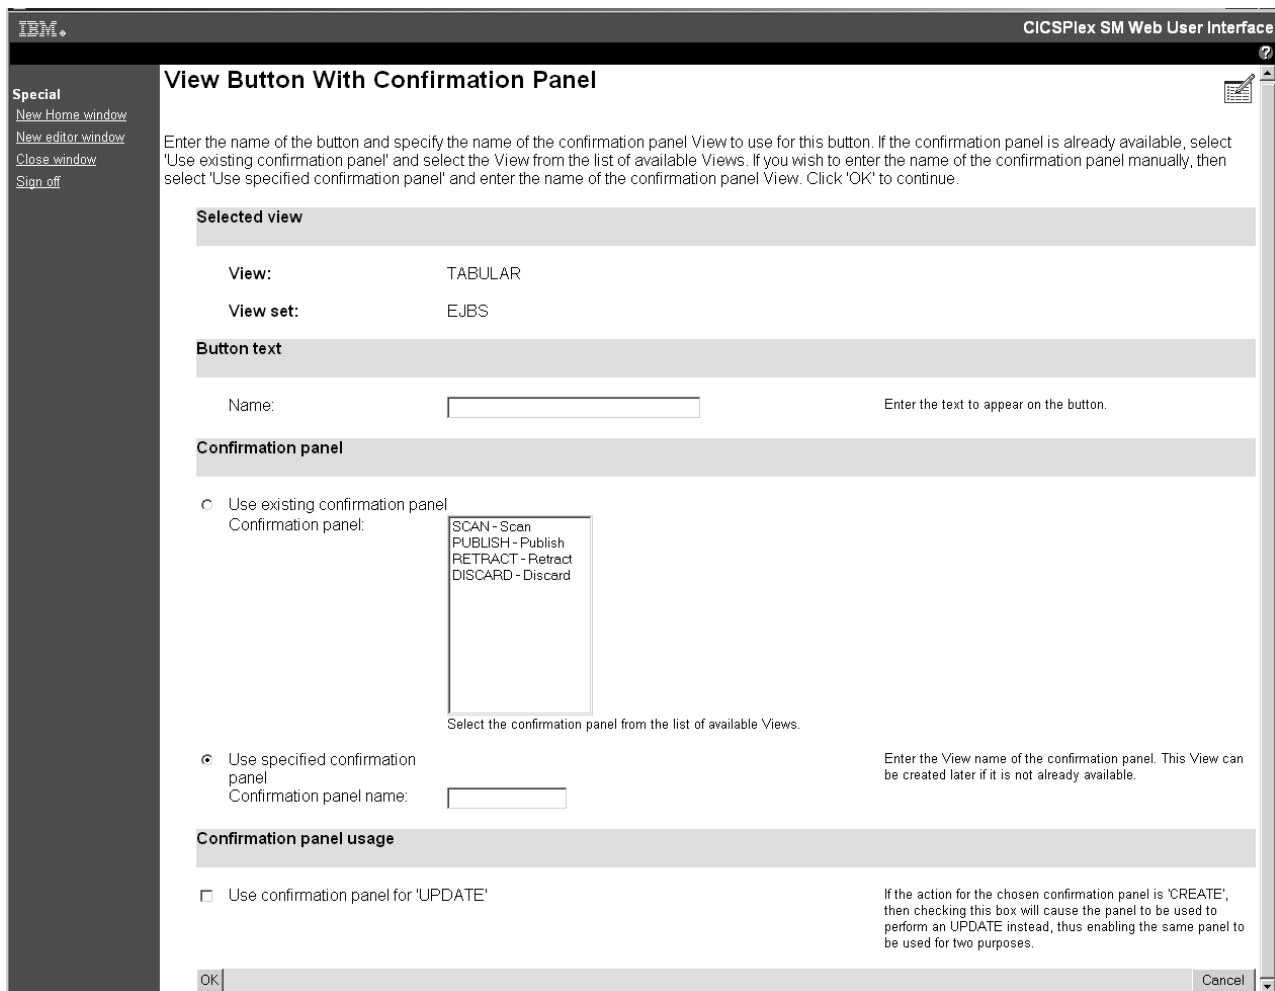 IBM.
CICSPlex SM Web User Interface
?
Special
New Home window
New editor window
Close window
Sign off
View Button With Confirmation Panel
Enter the name of the button and specify the name of the confirmation panel View to use for this button. If the confirmation panel is already available, select
'Use existing confirmation panel' and select the View from the list of available Views. If you wish to enter the name of the confirmation panel manually, then
select 'Use specified confirmation panel' and enter the name of the confirmation panel View. Click 'OK' to continue.
Selected view
View: TABULAR
View set: EJBS
Button text
Name: Enter the text to appear on the button.
Confirmation panel
Use existing confirmation panel
Confirmation panel:
SCAN - Scan
PUBLISH - Publish
RETRACT - Retract
DISCARD - Discard
Select the confirmation panel from the list of available Views.
Use specified confirmation
panel
Confirmation panel name:
Enter the View name of the confirmation panel. This View can
be created later if it is not already available.
Confirmation panel usage
Use confirmation panel for 'UPDATE'
If the action for the chosen confirmation panel is 'CREATE',
then checking this box will cause the panel to be used to
perform an UPDATE instead, thus enabling the same panel to
be used for two purposes.
OK
Cancel